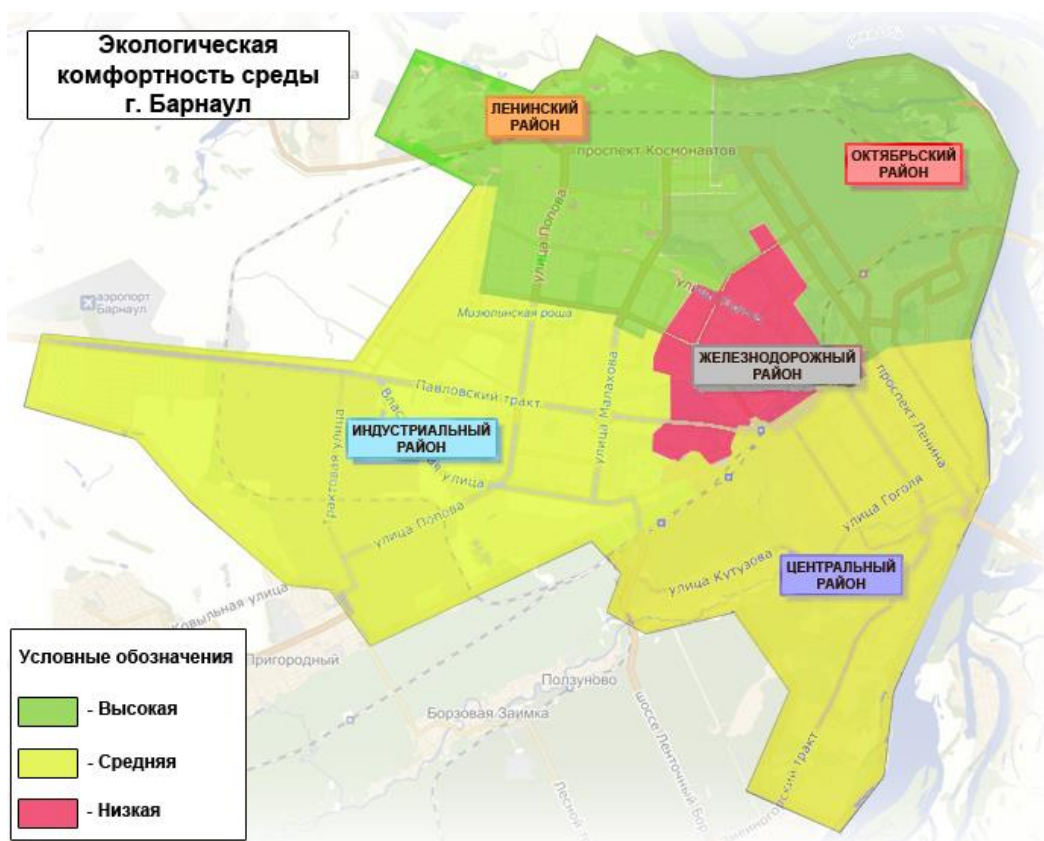 Экологическая
комфортность среды
г. Барнаул
ЛЕНИНСКИЙ
РАЙОН
проспект Космонавтов
ОКТЯБРЬСКИЙ
РАЙОН
улица Попова
аэропорт
Барнаул
Мизюлинская роща
ЖЕЛЕЗНОДОРОЖНЫЙ
РАЙОН
Павловский тракт
улица Малахова
проспект Ленина
ИНДУСТРИАЛЬНЫЙ
РАЙОН
Трактовая улица
улица Попова
улица Гоголя
улица Кутузова
ЦЕНТРАЛЬНЫЙ
РАЙОН
Ковыльная улица
Пригородный
Ползуново
Борзовая Заимка
шоссе Ленточный Бор
Условные обозначения
- Высокая
- Средняя
- Низкая